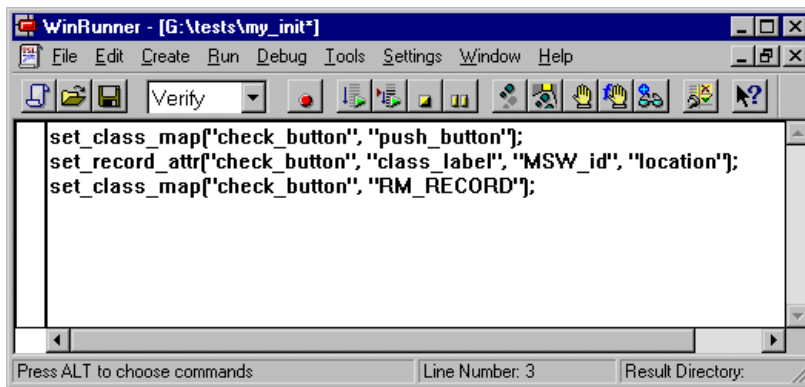 WinRunner - [G:\tests\my_init*]
File Edit Create Run Debug Tools Settings Window Help
Verify
set_class_map("check_button", "push_button");
set_record_attr("check_button", "class_label", "MSW_id", "location");
set_class_map("check_button", "RM_RECORD");
Press ALT to choose commands Line Number: 3 Result Directory: